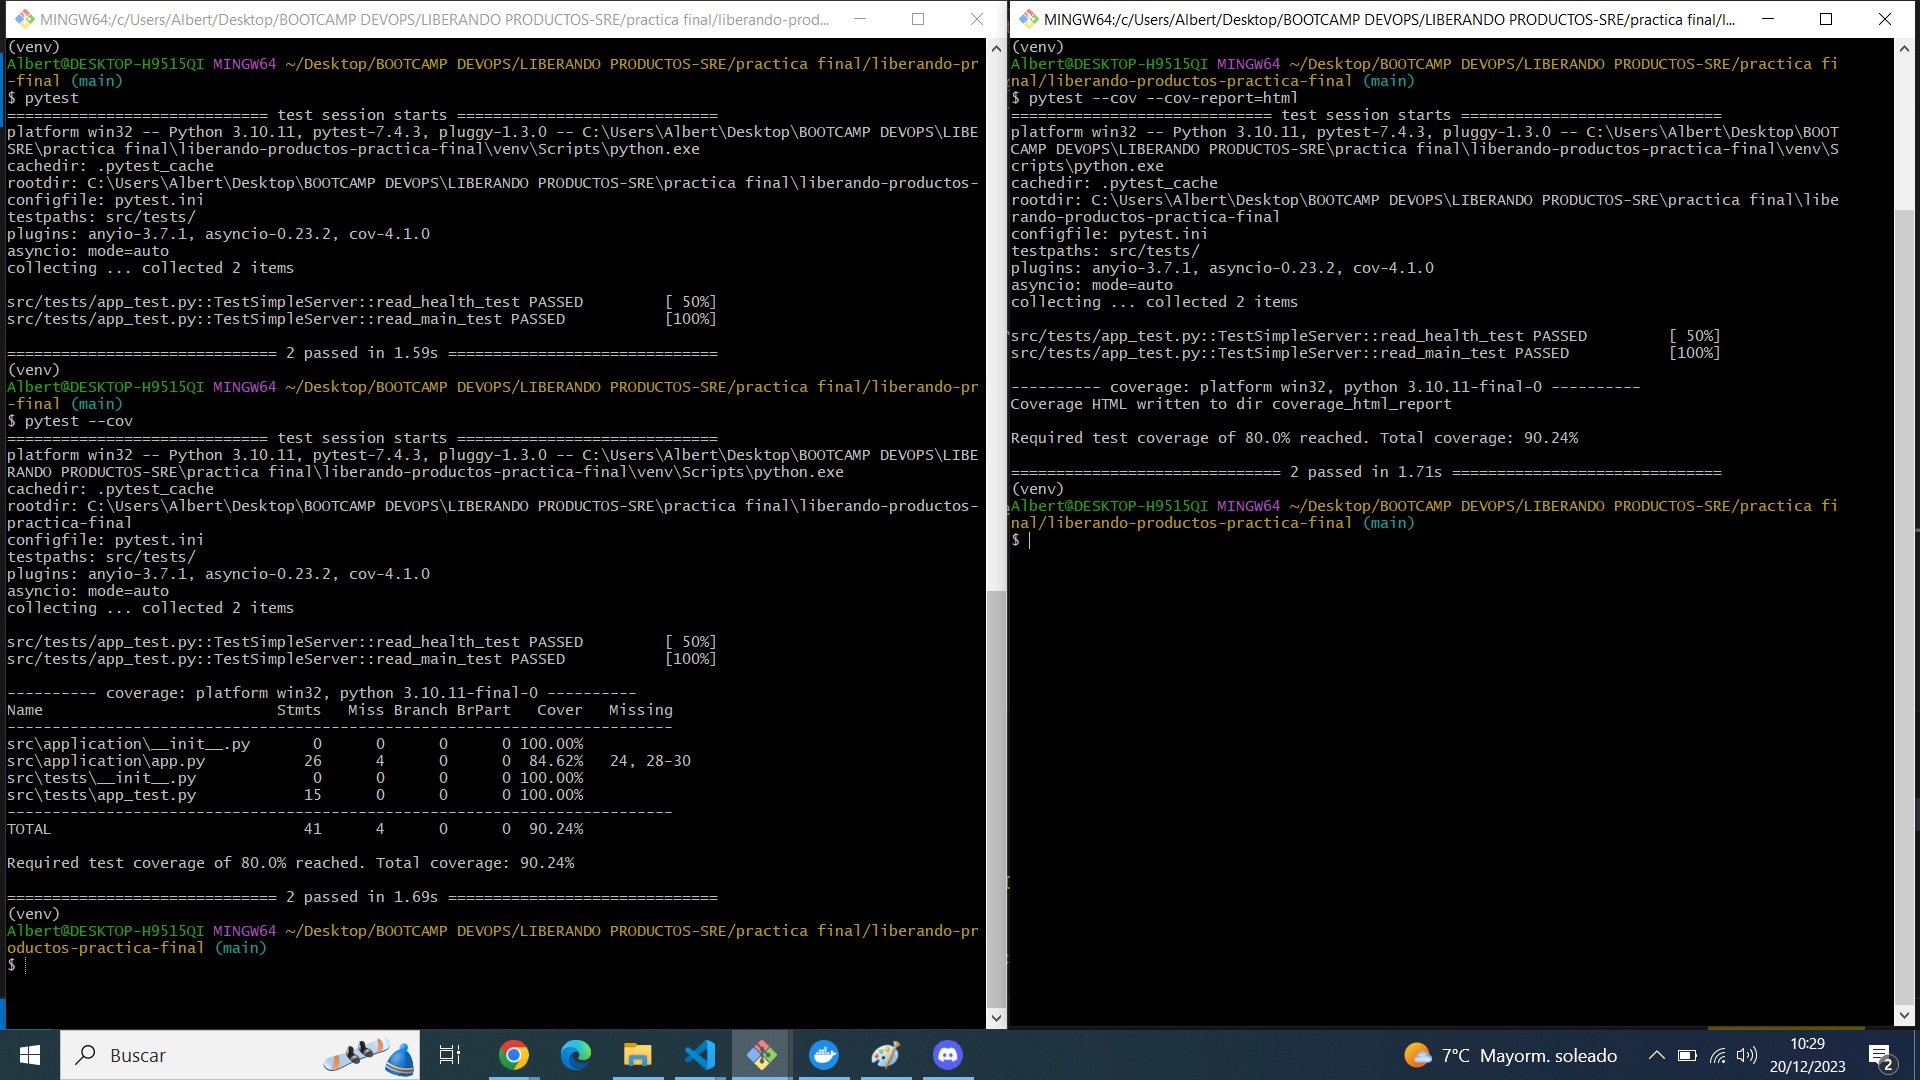 MINGW64:/c/Users/Albert/Desktop/BOOTCAMP DEVOPS/LIBERANDO PRODUCTOS-SRE/practica final/liberando-prod...
(venv)
Albert@DESKTOP-H9515QI MINGW64 ~/Desktop/BOOTCAMP DEVOPS/LIBERANDO PRODUCTOS-SRE/practica final/liberando-pr
-final (main)
$ pytest
============================= test session starts =============================
platform win32 -- Python 3.10.11, pytest-7.4.3, pluggy-1.3.0 -- C:\Users\Albert\Desktop\BOOTCAMP DEVOPS\LIBE
SRE\practica final\liberando-productos-practica-final\venv\Scripts\python.exe
cachedir: .pytest_cache
rootdir: C:\Users\Albert\Desktop\BOOTCAMP DEVOPS\LIBERANDO PRODUCTOS-SRE\practica final\liberando-productos-
configfile: pytest.ini
testpaths: src/tests/
plugins: anyio-3.7.1, asyncio-0.23.2, cov-4.1.0
asyncio: mode=auto
collecting ... collected 2 items
src/tests/app_test.py::TestSimpleServer::read_health_test PASSED [ 50%]
src/tests/app_test.py::TestSimpleServer::read_main_test PASSED [100%]
============================== 2 passed in 1.59s ==============================
(venv)
Albert@DESKTOP-H9515QI MINGW64 ~/Desktop/BOOTCAMP DEVOPS/LIBERANDO PRODUCTOS-SRE/practica final/liberando-pr
-final (main)
$ pytest --cov
============================= test session starts =============================
platform win32 -- Python 3.10.11, pytest-7.4.3, pluggy-1.3.0 -- C:\Users\Albert\Desktop\BOOTCAMP DEVOPS\LIBE
RANDO PRODUCTOS-SRE\practica final\liberando-productos-practica-final\venv\Scripts\python.exe
cachedir: .pytest_cache
rootdir: C:\Users\Albert\Desktop\BOOTCAMP DEVOPS\LIBERANDO PRODUCTOS-SRE\practica final\liberando-productos-
practica-final
configfile: pytest.ini
testpaths: src/tests/
plugins: anyio-3.7.1, asyncio-0.23.2, cov-4.1.0
asyncio: mode=auto
collecting ... collected 2 items
src/tests/app_test.py::TestSimpleServer::read_health_test PASSED [ 50%]
src/tests/app_test.py::TestSimpleServer::read_main_test PASSED [100%]
---------- coverage: platform win32, python 3.10.11-final-0 ----------
Name Stmts Miss Branch BrPart Cover Missing
--------------------------------------------------------------------------
src\application\__init__.py 0 0 0 0 100.00%
src\application\app.py 26 4 0 0 84.62% 24, 28-30
src\tests\__init__.py 0 0 0 0 100.00%
src\tests\app_test.py 15 0 0 0 100.00%
--------------------------------------------------------------------------
TOTAL 41 4 0 0 90.24%
Required test coverage of 80.0% reached. Total coverage: 90.24%
============================== 2 passed in 1.69s ==============================
(venv)
Albert@DESKTOP-H9515QI MINGW64 ~/Desktop/BOOTCAMP DEVOPS/LIBERANDO PRODUCTOS-SRE/practica final/liberando-pr
oductos-practica-final (main)
$
MINGW64:/c/Users/Albert/Desktop/BOOTCAMP DEVOPS/LIBERANDO PRODUCTOS-SRE/practica final/l...
(venv)
Albert@DESKTOP-H9515QI MINGW64 ~/Desktop/BOOTCAMP DEVOPS/LIBERANDO PRODUCTOS-SRE/practica fi
nal/liberando-productos-practica-final (main)
$ pytest --cov --cov-report=html
============================= test session starts =============================
platform win32 -- Python 3.10.11, pytest-7.4.3, pluggy-1.3.0 -- C:\Users\Albert\Desktop\BOOT
CAMP DEVOPS\LIBERANDO PRODUCTOS-SRE\practica final\liberando-productos-practica-final\venv\S
cripts\python.exe
cachedir: .pytest_cache
rootdir: C:\Users\Albert\Desktop\BOOTCAMP DEVOPS\LIBERANDO PRODUCTOS-SRE\practica final\libe
rando-productos-practica-final
configfile: pytest.ini
testpaths: src/tests/
plugins: anyio-3.7.1, asyncio-0.23.2, cov-4.1.0
asyncio: mode=auto
collecting ... collected 2 items
src/tests/app_test.py::TestSimpleServer::read_health_test PASSED [ 50%]
src/tests/app_test.py::TestSimpleServer::read_main_test PASSED [100%]
---------- coverage: platform win32, python 3.10.11-final-0 ----------
Coverage HTML written to dir coverage_html_report
Required test coverage of 80.0% reached. Total coverage: 90.24%
============================== 2 passed in 1.71s ==============================
(venv)
Albert@DESKTOP-H9515QI MINGW64 ~/Desktop/BOOTCAMP DEVOPS/LIBERANDO PRODUCTOS-SRE/practica fi
nal/liberando-productos-practica-final (main)
$
Buscar
7°C Mayorm. soleado
10:29
20/12/2023
2